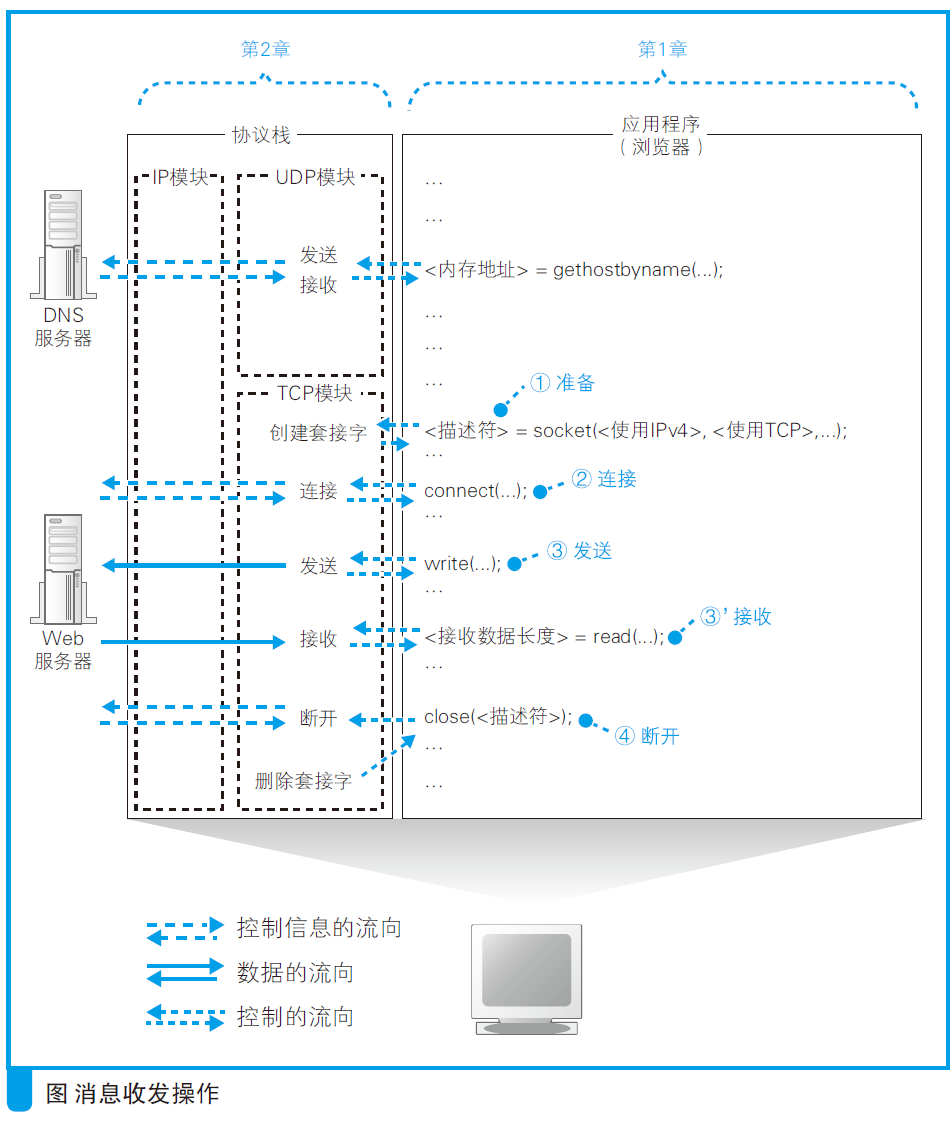 第2章
第1章
协议栈
应用程序
（浏览器）
IP模块
UDP模块
…
…
发送
接收
<内存地址> = gethostbyname(...);
DNS
服务器
…
…
…
TCP模块
① 准备
创建套接字
<描述符> = socket(<使用IPv4>, <使用TCP>,...);
…
连接
connect(...);
② 连接
…
发送
write(...);
③ 发送
…
Web
服务器
接收
<接收数据长度> = read(...);
③’接收
…
断开
close(<描述符>);
④ 断开
…
删除套接字
…
控制信息的流向
数据的流向
控制的流向
图 消息收发操作